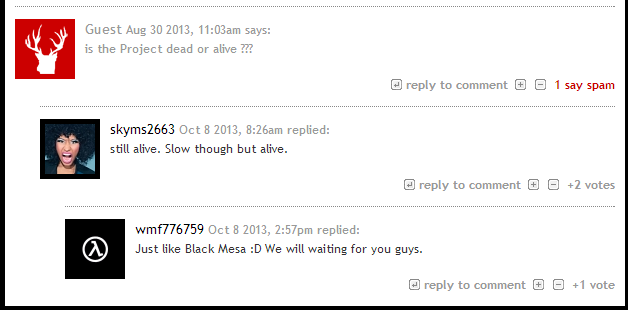 Guest Aug 30 2013, 11:03am says:
is the Project dead or alive ???
reply to comment 1 say spam
skyms2663 Oct 8 2013, 8:26am replied:
still alive. Slow though but alive.
reply to comment +2 votes
wmf776759 Oct 8 2013, 2:57pm replied:
Just like Black Mesa :D We will waiting for you guys.
reply to comment +1 vote